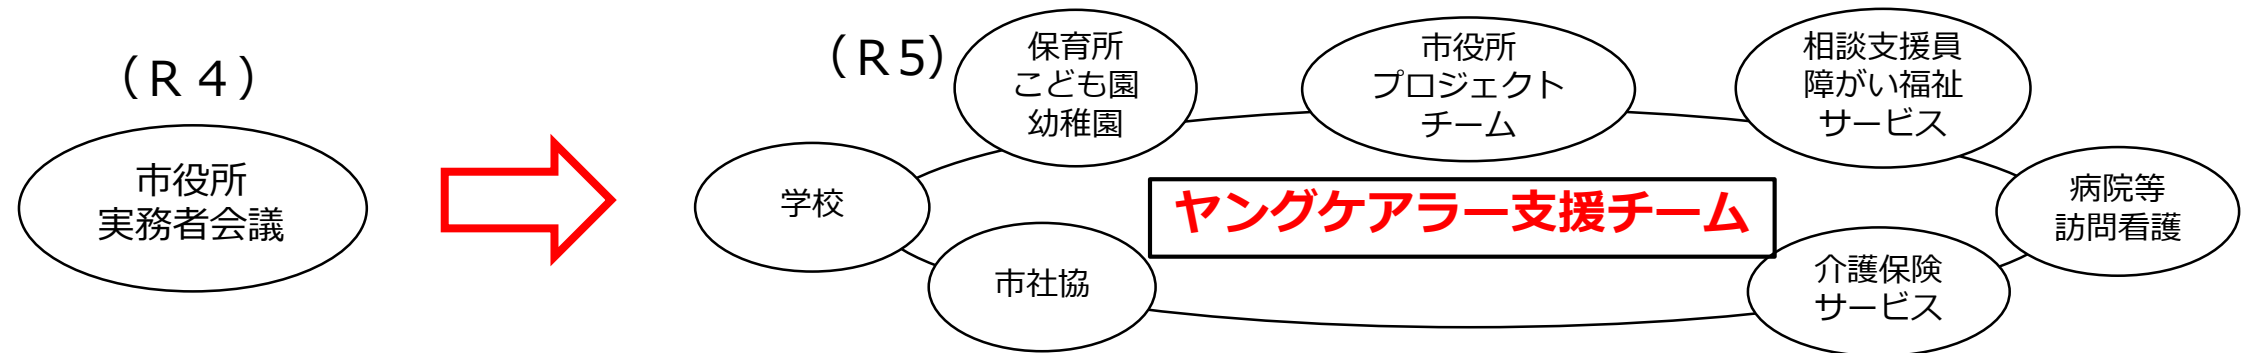 （Ｒ４）
市役所
実務者会議
（Ｒ5）
保育所
こども園
幼稚園
市役所
プロジェクト
チーム
相談支援員
障がい福祉
サービス
学校
ヤングケアラー支援チーム
病院等
訪問看護
市社協
介護保険
サービス